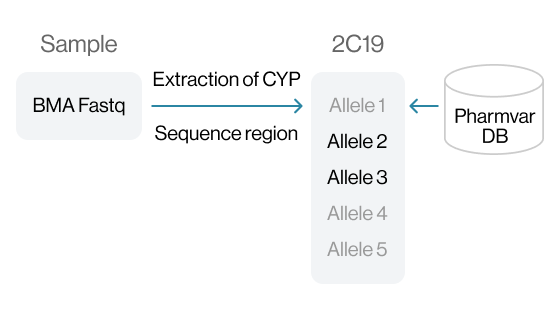 Sample
2C19
BMA Fastq
Extraction of CYP
Sequence region
Allele 1
Allele 2
Allele 3
Allele 4
Allele 5
Pharmvar
DB